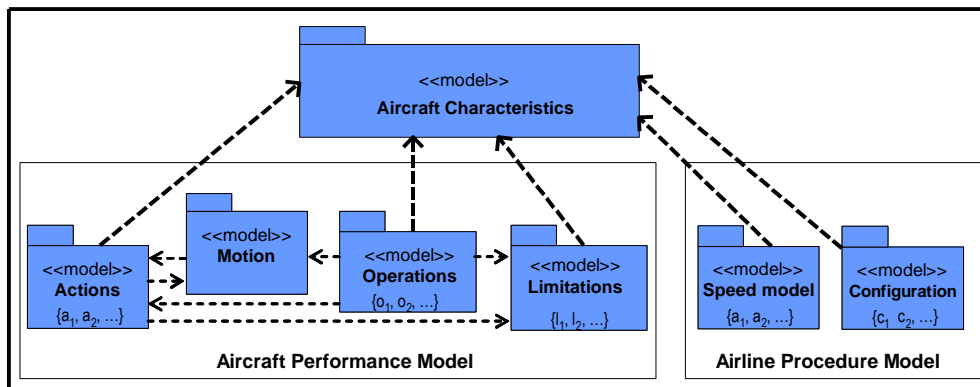 <<model>>
Aircraft Characteristics
<<model>>
Actions
{a1, a2, ...}
<<model>>
Motion
<<model>>
Operations
{o1, o2, ...}
<<model>>
Limitations
{l1, l2, ...}
Aircraft Performance Model
<<model>>
Speed model
{a1, a2, ...}
<<model>>
Configuration
{c1 c2, ...}
Airline Procedure Model